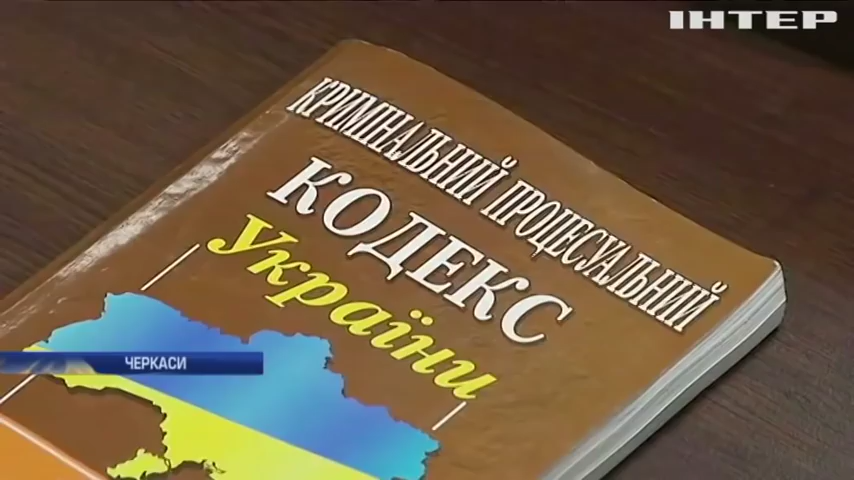 ІНТЕР
КРИМІНАЛЬНИЙ ПРОЦЕСУАЛЬНИЙ
КОДЕКС
України
ЧЕРКАСИ